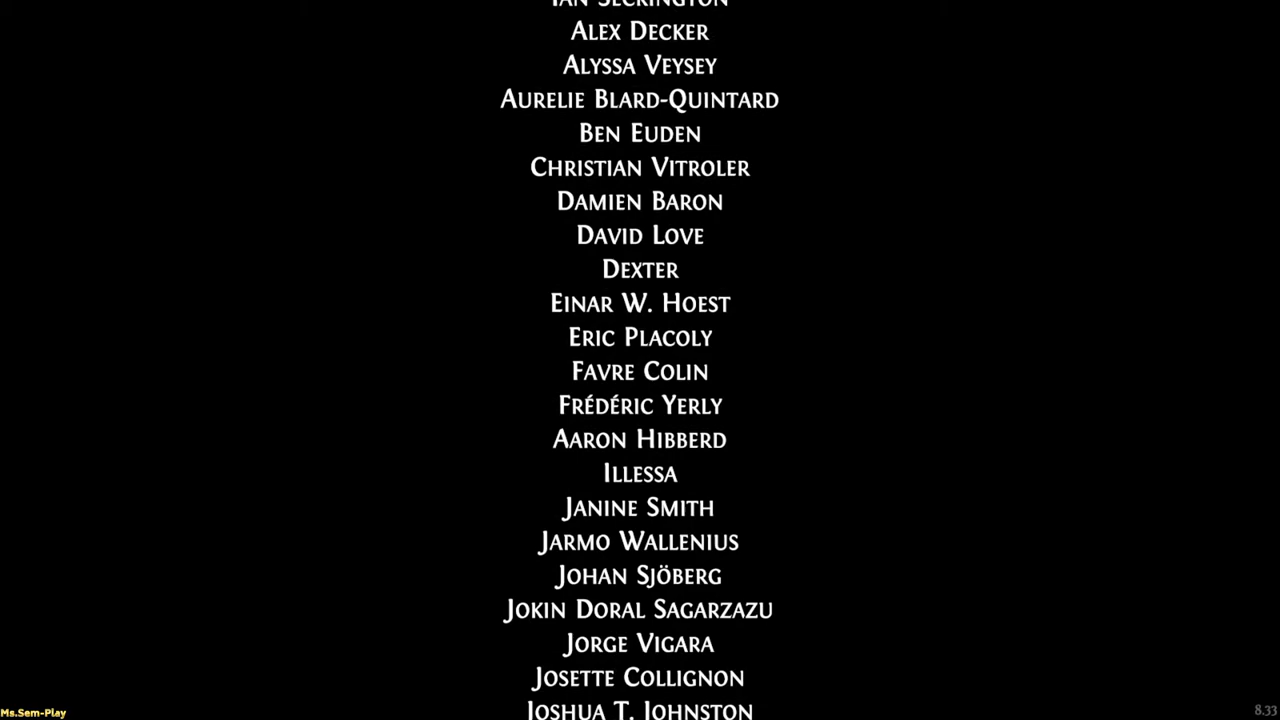 Ian Seckington
Alex Decker
Alyssa Veysey
Aurelie Blard-Quintard
Ben Euden
Christian Vitroler
Damien Baron
David Love
Dexter
Einar W. Hoest
Eric Placoly
Favre Colin
Frédéric Yerly
Aaron Hibberd
Illessa
Janine Smith
Jarmo Wallenius
Johan Sjöberg
Jokin Doral Sagarzazu
Jorge Vigara
Josette Collignon
Joshua T. Johnston
Ms.Sem-Play
8.33